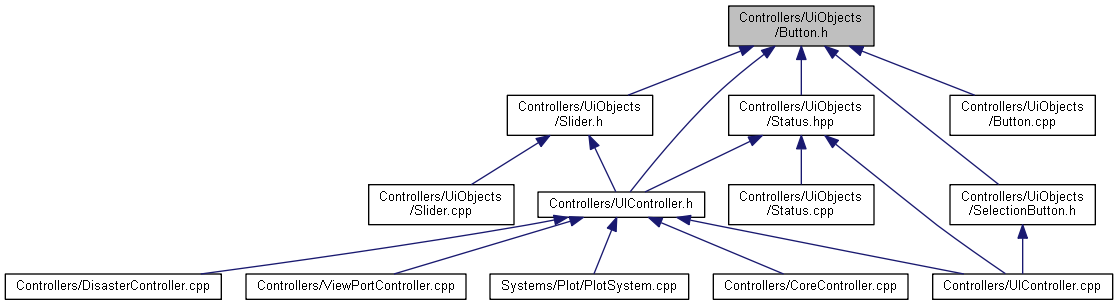 Controllers/UiObjects
/Button.h
Controllers/UiObjects
/Slider.h
Controllers/UiObjects
/Status.hpp
Controllers/UiObjects
/Button.cpp
Controllers/UiObjects
/Slider.cpp
Controllers/UIController.h
Controllers/UiObjects
/Status.cpp
Controllers/UiObjects
/SelectionButton.h
Controllers/DisasterController.cpp
Controllers/ViewPortController.cpp
Systems/Plot/PlotSystem.cpp
Controllers/CoreController.cpp
Controllers/UIController.cpp